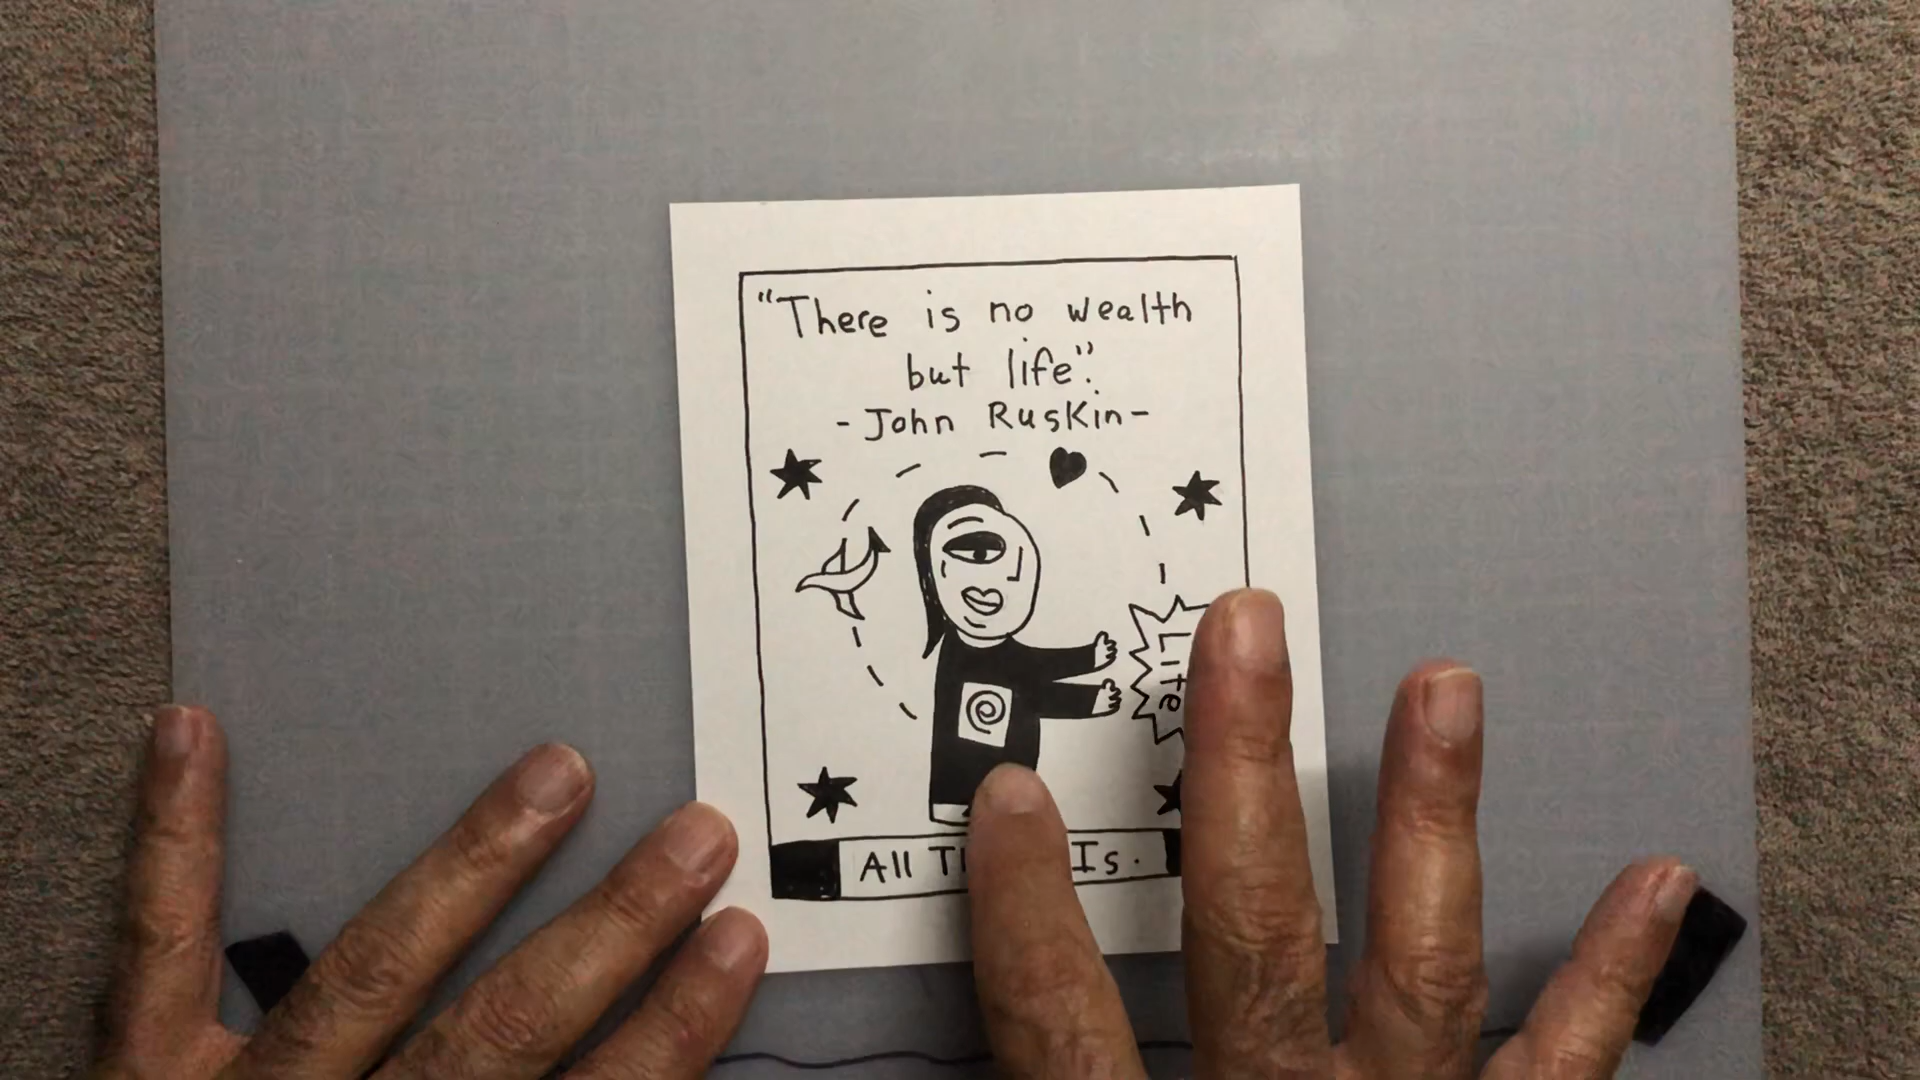 "There is no wealth
but life".
-John Ruskin-
Life
All Is.